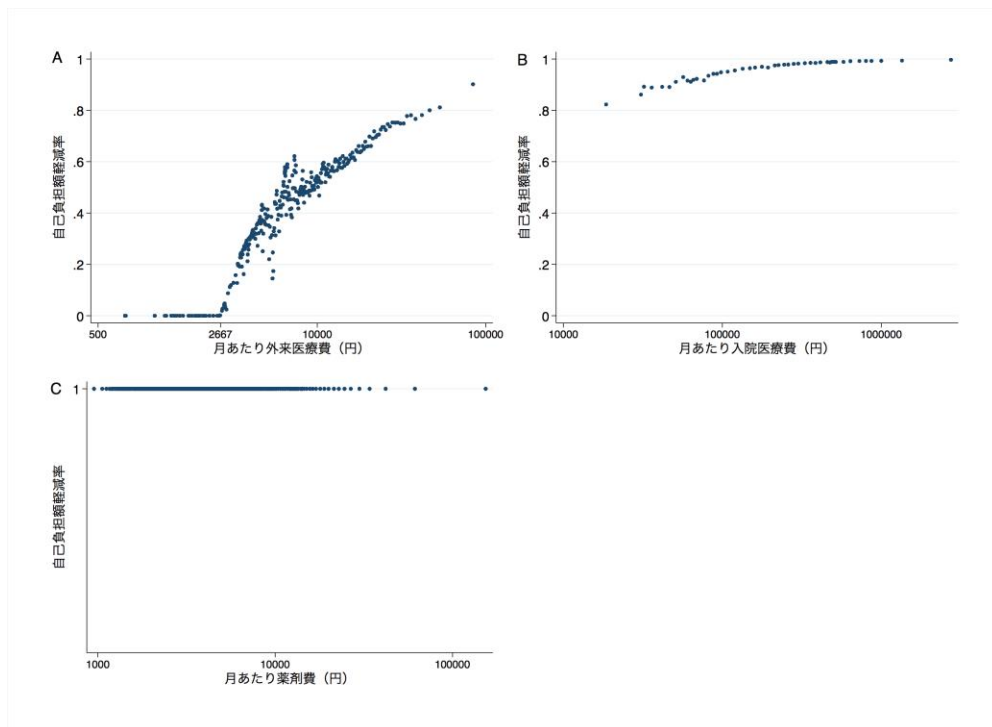 A
自己負担額軽減率
1
.8
.6
.4
.2
0
500
2667
10000
100000
月あたり外来医療費（円）
B
自己負担額軽減率
1
.8
.6
.4
.2
0
10000
100000
1000000
月あたり入院医療費（円）
C
自己負担額軽減率
1
1000
10000
100000
月あたり薬剤費（円）